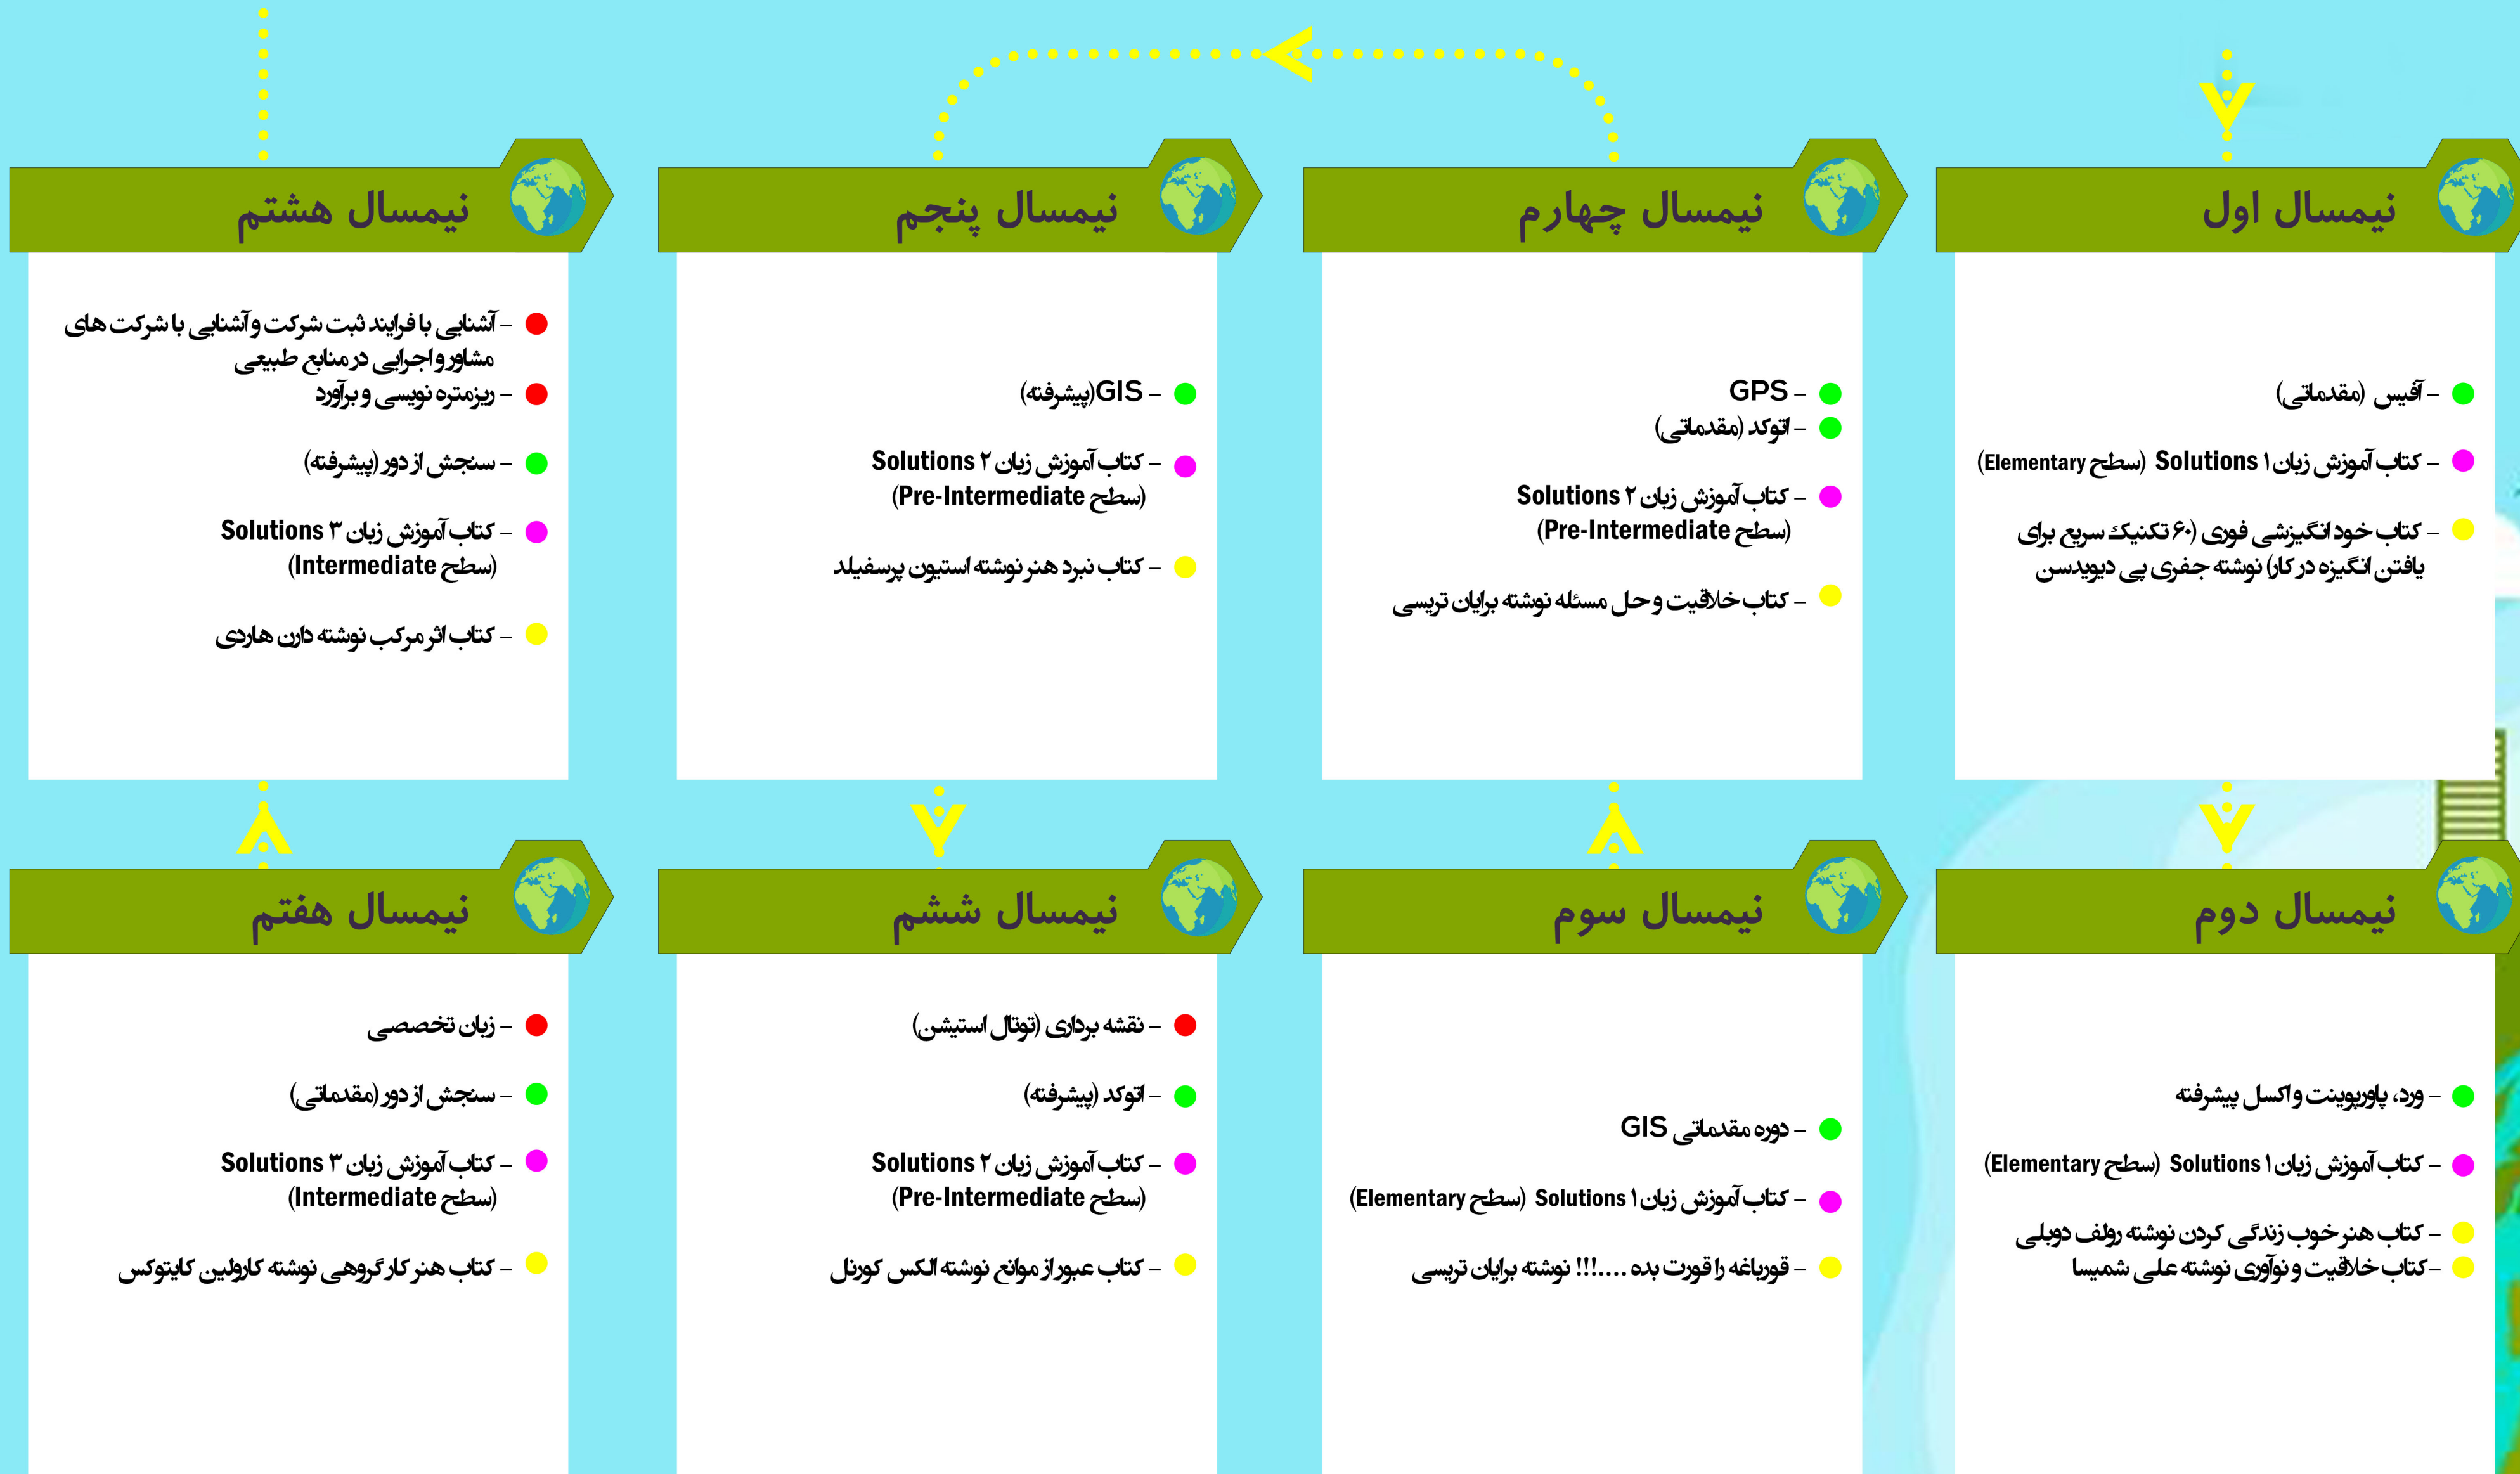 نیمسال اول
- آفیس (مقدماتی)
- کتاب آموزش زبان Solutions ۱ (سطح Elementary)
- کتاب خود انگیزشی فوری (۶۰ تکنیک سریع برای
یافتن انگیزه در کار) نوشته جفری پی دیویدسن
نیمسال دوم
- ورد، پاورپوینت و اکسل پیشرفته
- کتاب آموزش زبان Solutions ۱ (سطح Elementary)
- کتاب هنر خوب زندگی کردن نوشته رولف دوبلی
- کتاب خلاقیت و نوآوری نوشته علی شمیسا
نیمسال سوم
- دوره مقدماتی GIS
- کتاب آموزش زبان Solutions ۱ (سطح Elementary)
- قورباغه را قورت بده ....!!! نوشته برایان تریسی
نیمسال چهارم
- GPS
- اتوکد (مقدماتی)
- کتاب آموزش زبان Solutions ۲
(سطح Pre-Intermediate)
- کتاب خلاقیت و حل مسئله نوشته برایان تریسی
نیمسال پنجم
- GIS(پیشرفته)
- کتاب آموزش زبان Solutions ۲
(سطح Pre-Intermediate)
- کتاب نبرد هنر نوشته استیون پرسفیلد
نیمسال ششم
- نقشه برداری (توتال استیشن)
- اتوکد (پیشرفته)
- کتاب آموزش زبان Solutions ۲
(سطح Pre-Intermediate)
- کتاب عبور از موانع نوشته الکس کورنل
نیمسال هفتم
- زبان تخصصی
- سنجش از دور (مقدماتی)
- کتاب آموزش زبان Solutions ۳
(سطح Intermediate)
- کتاب هنر کار گروهی نوشته کارولین کایتوکس
نیمسال هشتم
- آشنایی با فرایند ثبت شرکت و آشنایی با شرکت های
مشاور و اجرایی در منابع طبیعی
- ریزمتره نویسی و برآورد
- سنجش از دور (پیشرفته)
- کتاب آموزش زبان Solutions ۳
(سطح Intermediate)
- کتاب اثر مرکب نوشته دارن هاردی